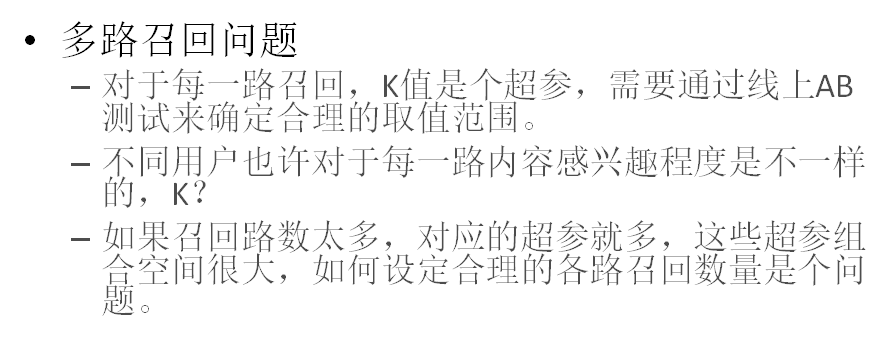 • 多路召回问题
– 对于每一路召回，K值是个超参，需要通过线上AB
测试来确定合理的取值范围。
– 不同用户也许对于每一路内容感兴趣程度是不一样
的，K？
– 如果召回路数太多，对应的超参就多，这些超参组
合空间很大，如何设定合理的各路召回数量是个问
题。